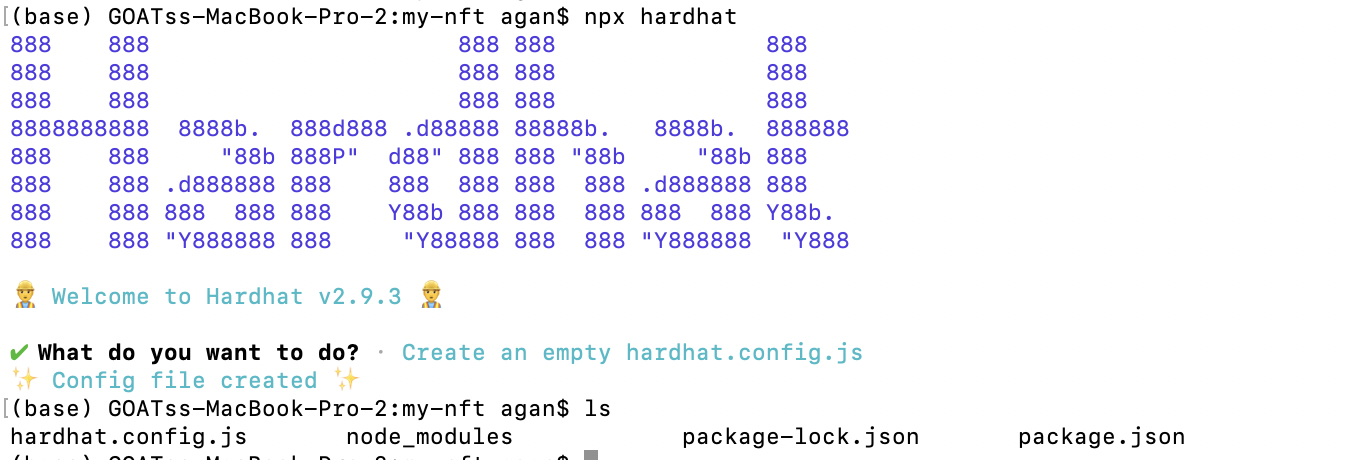 (base) GOATss-MacBook-Pro-2:my-nft agan$ npx hardhat
888    888                      888 888               888
888    888                      888 888               888
888    888                      888 888               888
8888888888  8888b.  888d888 .d88888 88888b.   8888b.  888888
888    888     "88b 888P"  d88" 888 888 "88b     "88b 888
888    888 .d888888 888    888  888 888  888 .d888888 888
888    888 888  888 888    Y88b 888 888  888 888  888 Y88b.
888    888 "Y888888 888     "Y88888 888  888 "Y888888  "Y888
👷 Welcome to Hardhat v2.9.3 👷
✔ What do you want to do? · Create an empty hardhat.config.js
✨ Config file created ✨
(base) GOATss-MacBook-Pro-2:my-nft agan$ ls
hardhat.config.js       node_modules            package-lock.json       package.json